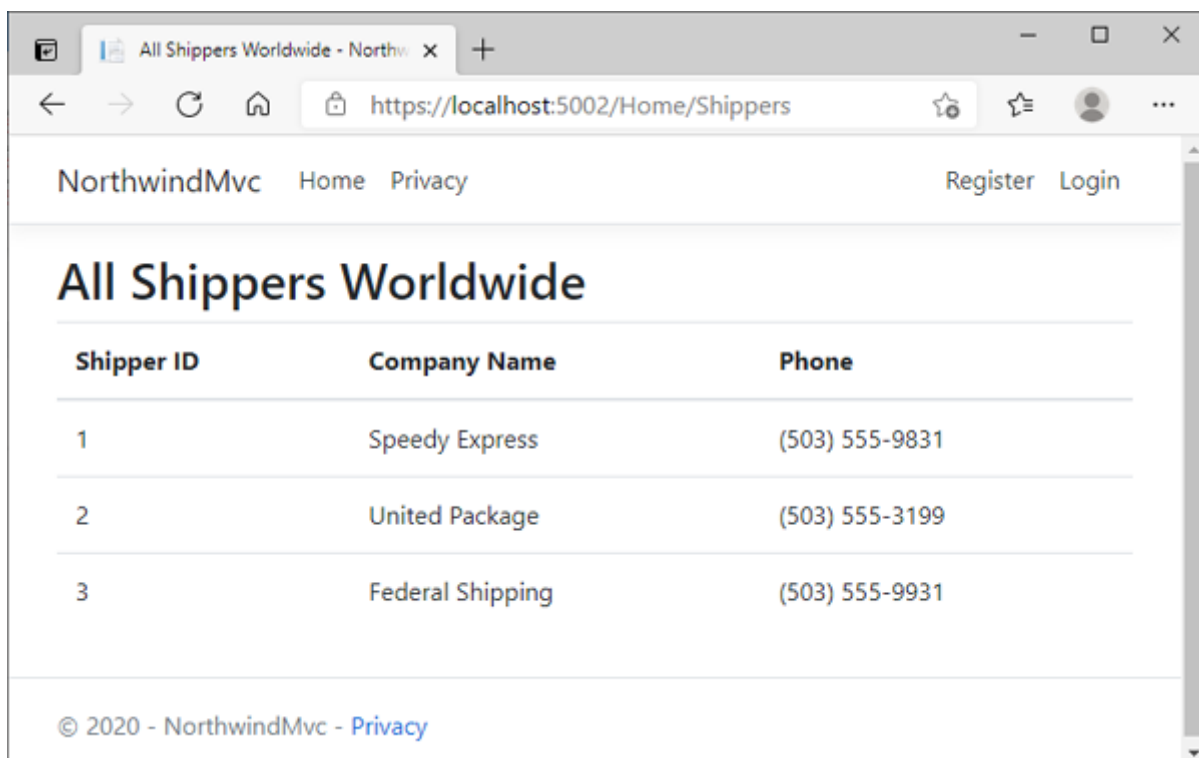 All Shippers Worldwide - Northw
https://localhost:5002/Home/Shippers
NorthwindMvc Home Privacy Register Login
All Shippers Worldwide
Shipper ID Company Name Phone
1 Speedy Express (503) 555-9831
2 United Package (503) 555-3199
3 Federal Shipping (503) 555-9931
© 2020 - NorthwindMvc - Privacy